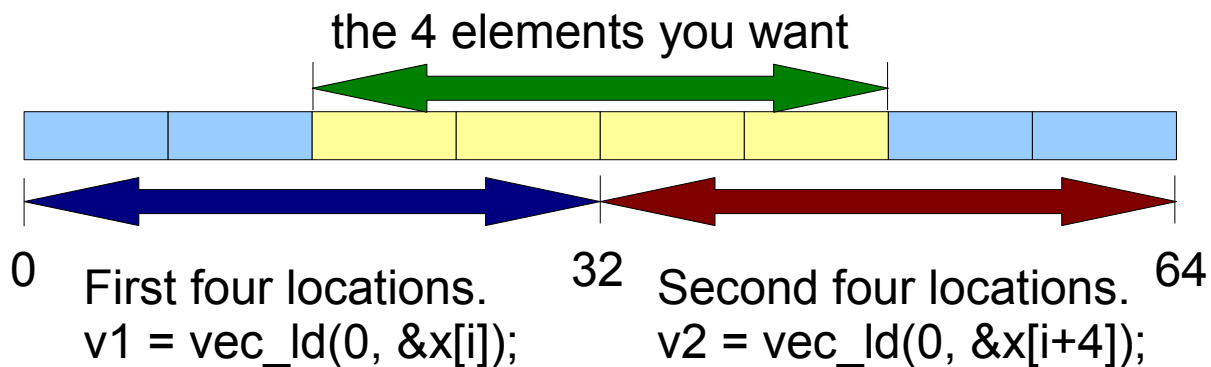 the 4 elements you want
0 32 64
First four locations.
v1 = vec_ld(0, &x[i]);
Second four locations.
v2 = vec_ld(0, &x[i+4]);